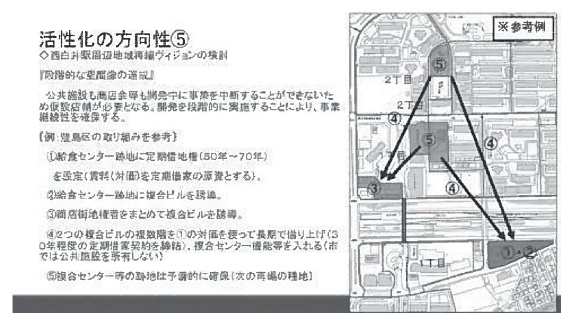 活性化の方向性⑤
◇西白井駅周辺地域再編ヴィジョンの検討
『段階的な理想像の達成』
公共施設も商店会等も開発中に事業を中断することができないた
め仮設店舗が必要となる。開発を段階的に実施することにより、事業
継続性を確保する。
【例:豊島区の取り組みを参考】
①給食センター跡地に定期借地権(50年~70年)
を設定(賃料(対価)を定期借家の原資とする)。
②給食センター跡地に複合ビルを誘導。
③商店街地権者をまとめて複合ビルを誘導。
④2つの複合ビルの複数階を①の対価を使って長期で借り上げ(3
0年程度の定期借家契約を締結)、複合センター機能等を入れる(市
では公共施設を所有しない)
⑤複合センター等の跡地は予備的に確保(次の再編の種地)
※参考例
⑤
2丁目
2丁目
④
④
⑤
③
④
1丁目
①・②